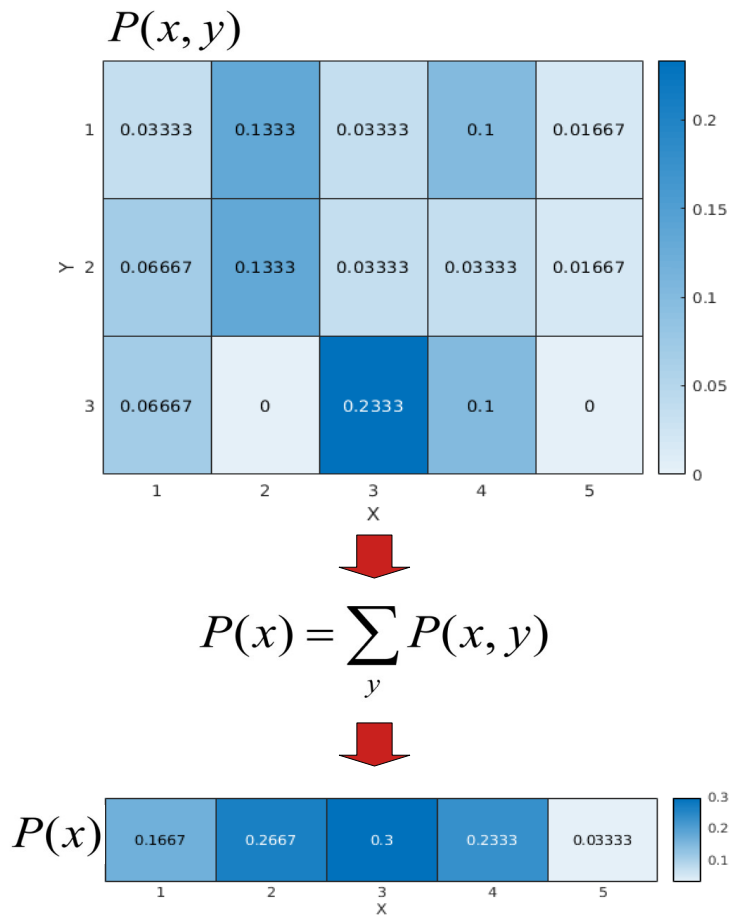 P(x, y)
0.03333 0.1333 0.03333 0.1 0.01667
0.06667 0.1333 0.03333 0.03333 0.01667
0.06667 0 0.2333 0.1 0
1
2
3
Y
1 2 3 4 5
X
0.2
0.15
0.1
0.05
0
P(x) = ∑ P(x, y)
y
P(x)
0.1667 0.2667 0.3 0.2333 0.03333
1 2 3 4 5
X
0.3
0.2
0.1